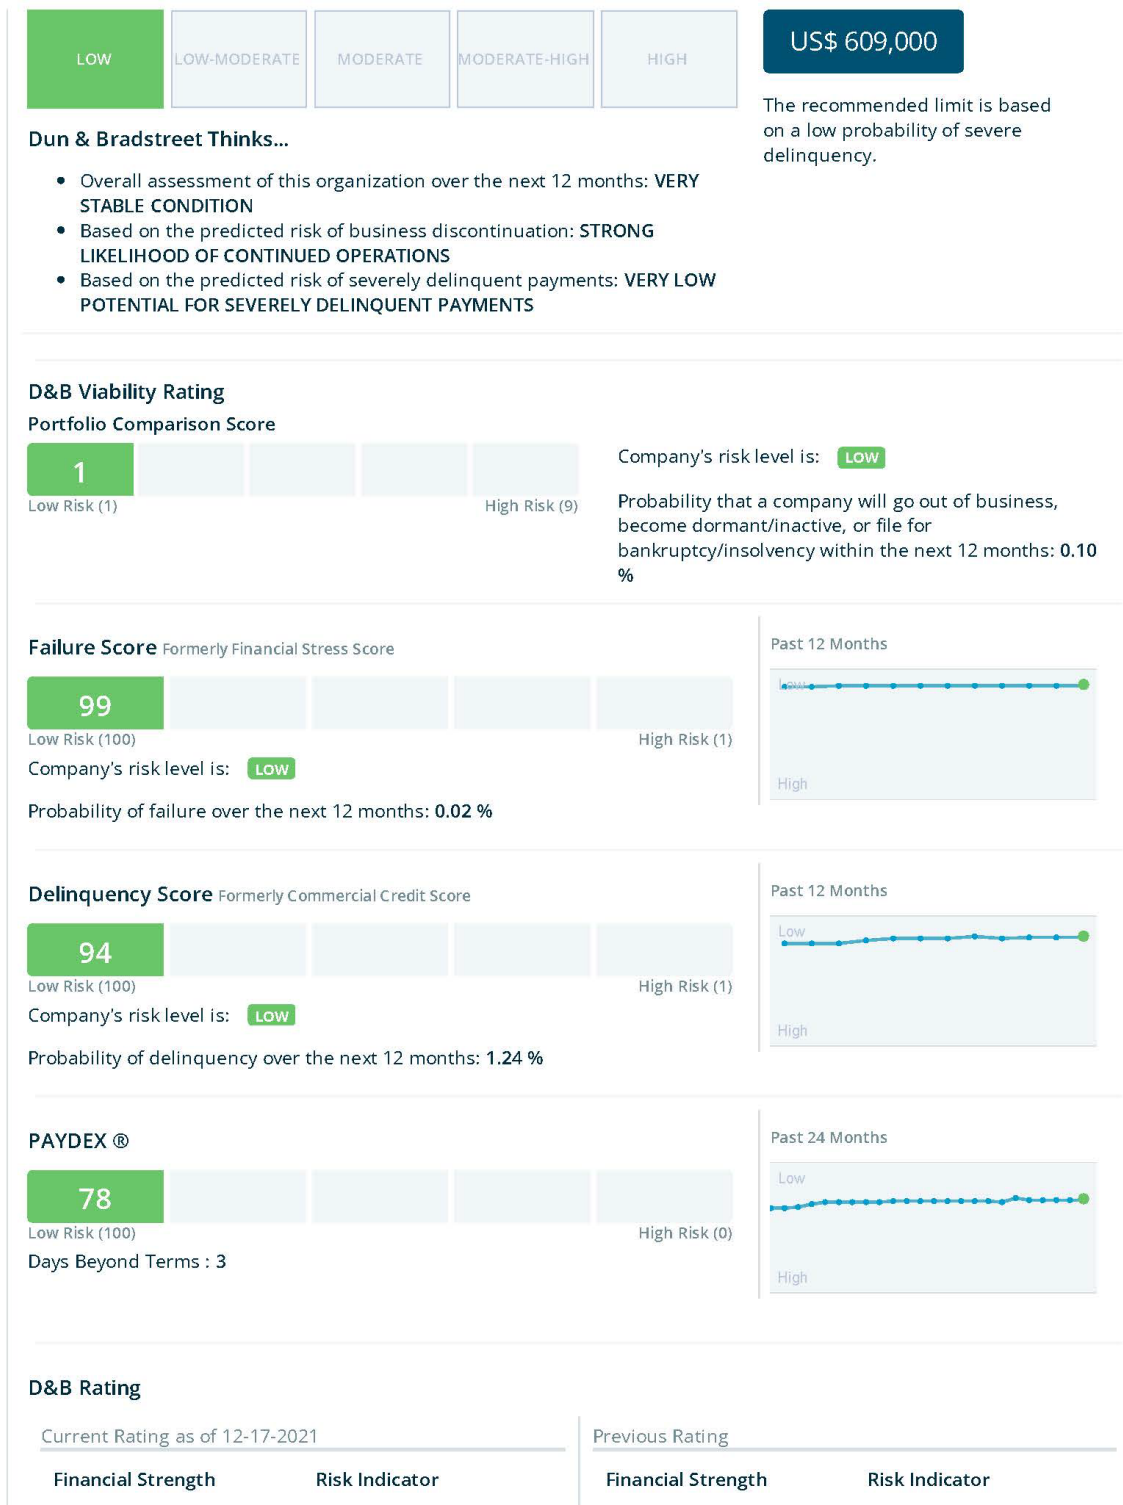 LOW
LOW-MODERATE
MODERATE
MODERATE-HIGH
HIGH
US$ 609,000
The recommended limit is based
on a low probability of severe
delinquency.
Dun & Bradstreet Thinks...
• Overall assessment of this organization over the next 12 months: VERY
STABLE CONDITION
• Based on the predicted risk of business discontinuation: STRONG
LIKELIHOOD OF CONTINUED OPERATIONS
• Based on the predicted risk of severely delinquent payments: VERY LOW
POTENTIAL FOR SEVERELY DELINQUENT PAYMENTS
D&B Viability Rating
Portfolio Comparison Score
1
Low Risk (1)
High Risk (9)
Company's risk level is: LOW
Probability that a company will go out of business,
become dormant/inactive, or file for
bankruptcy/insolvency within the next 12 months: 0.10
%
Failure Score Formerly Financial Stress Score
99
Low Risk (100)
High Risk (1)
Company's risk level is: LOW
Probability of failure over the next 12 months: 0.02 %
Past 12 Months
Low
High
Delinquency Score Formerly Commercial Credit Score
94
Low Risk (100)
High Risk (1)
Company's risk level is: LOW
Probability of delinquency over the next 12 months: 1.24 %
Past 12 Months
Low
High
PAYDEX ®
78
Low Risk (100)
High Risk (0)
Days Beyond Terms : 3
Past 24 Months
Low
High
D&B Rating
Current Rating as of 12-17-2021
Financial Strength
Risk Indicator
Previous Rating
Financial Strength
Risk Indicator